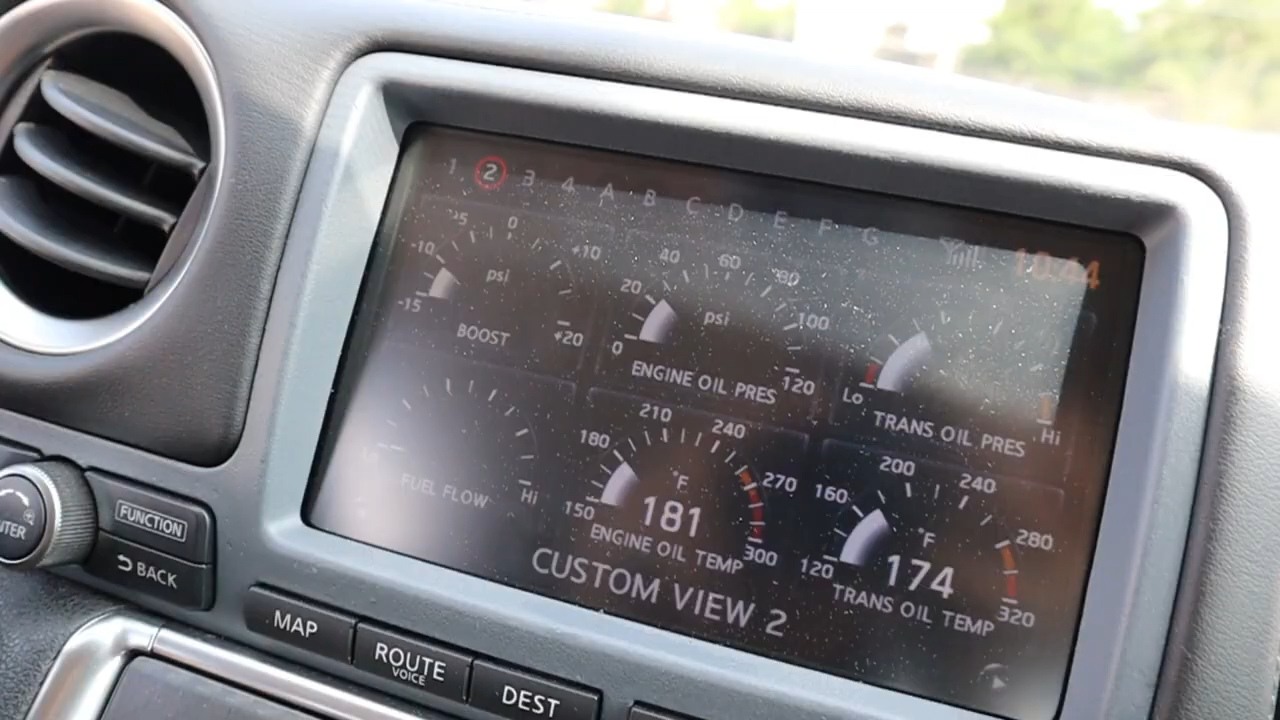 1 2 3 4 A B C D E F G
10:44
-15 -10 -5 0 +10 +20
psi
BOOST
0 20 40 60 80 100 120
psi
ENGINE OIL PRES
Lo Hi
TRANS OIL PRES
FUEL FLOW
Hi
150 180 210 240 270 300
°F
181
ENGINE OIL TEMP
120 160 200 240 280 320
°F
174
TRANS OIL TEMP
CUSTOM VIEW 2
FUNCTION
BACK
MAP
ROUTE
VOICE
DEST